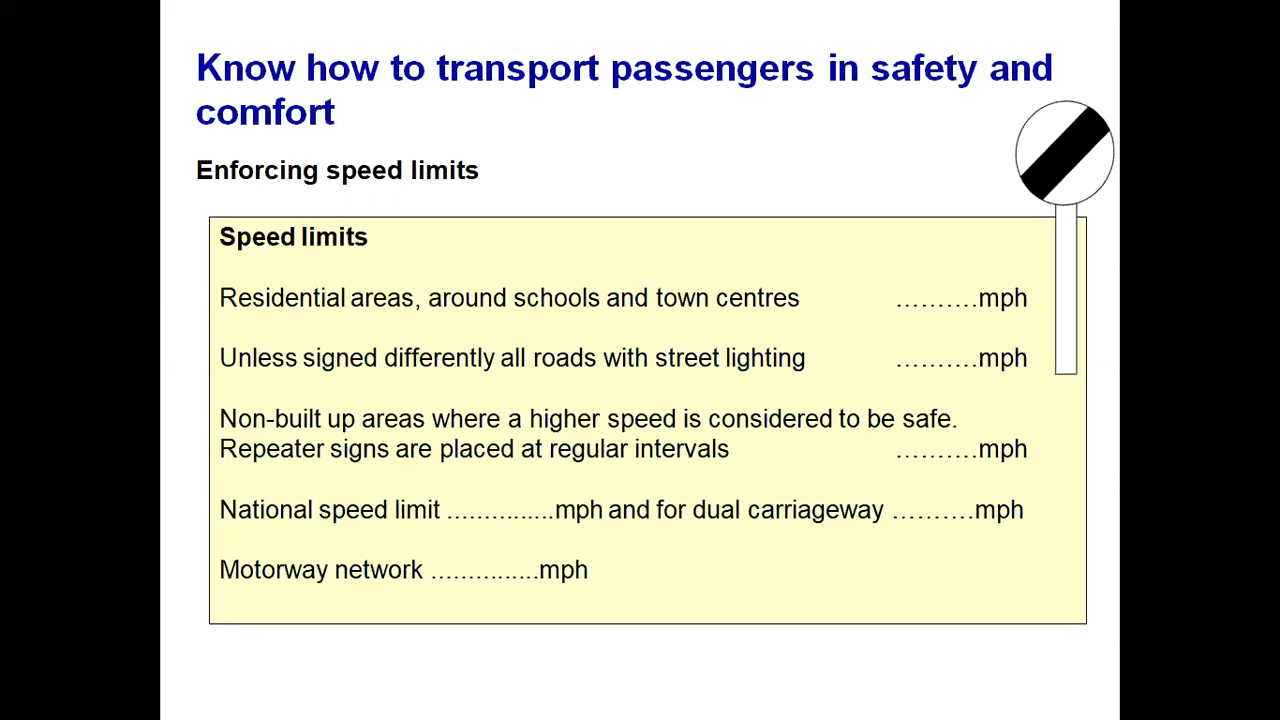 Know how to transport passengers in safety and
comfort
Enforcing speed limits
Speed limits
Residential areas, around schools and town centres ……….mph
Unless signed differently all roads with street lighting ……….mph
Non-built up areas where a higher speed is considered to be safe.
Repeater signs are placed at regular intervals ……….mph
National speed limit ...............mph and for dual carriageway ……….mph
Motorway network ...............mph